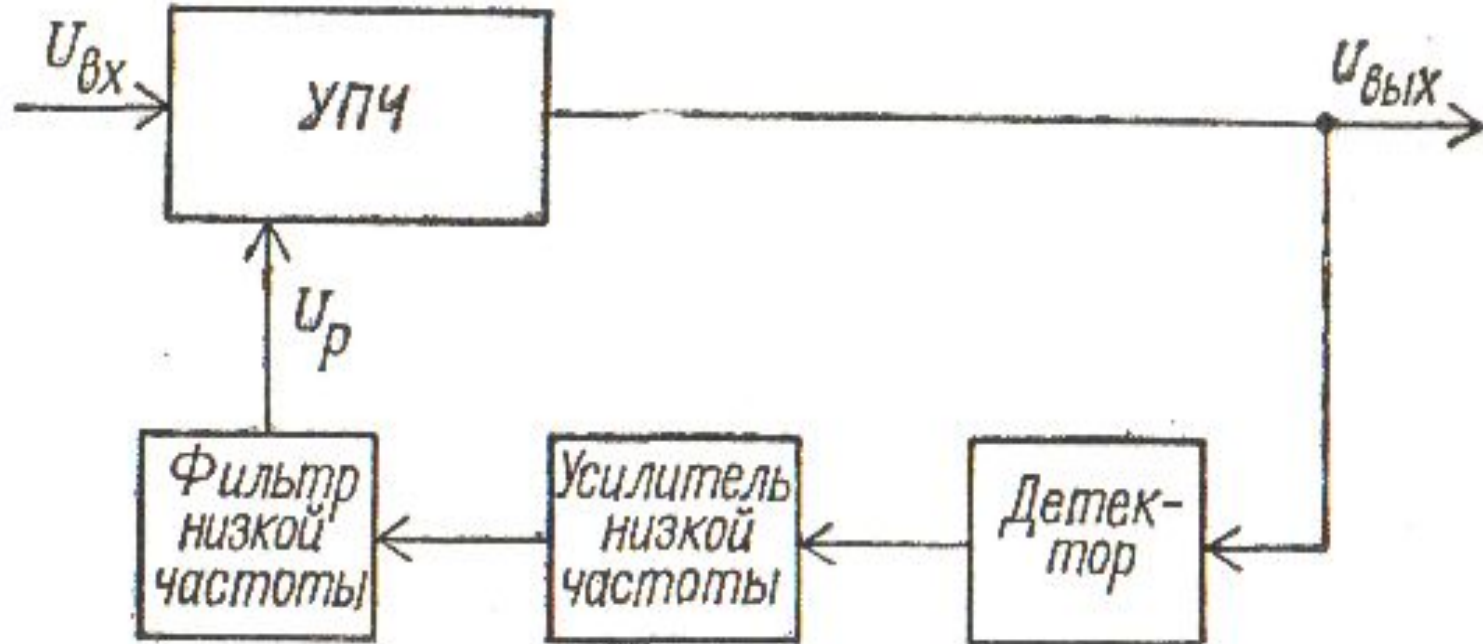 Uвх
УПЧ
Uвых
Uр
Фильтр
низкой
частоты
Усилитель
низкой
частоты
Детек-
тор